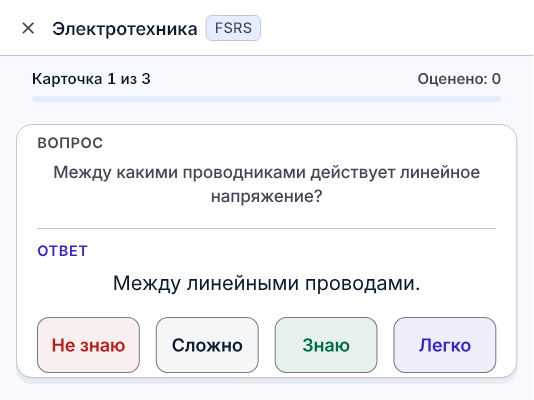 Электротехника FSRS
Карточка 1 из 3 Оценено: 0
ВОПРОС
Между какими проводниками действует линейное
напряжение?
ОТВЕТ
Между линейными проводами.
Не знаю Сложно Знаю Легко